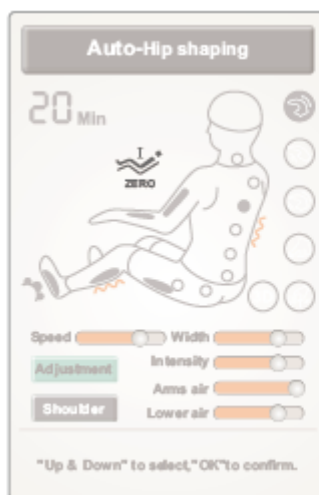 Auto-Hip shaping
20 Min
I
ZERO
Speed
Width
Adjustment
Intensity
Arms air
Shoulder
Lower air
"Up & Down" to select,"OK"to confirm.